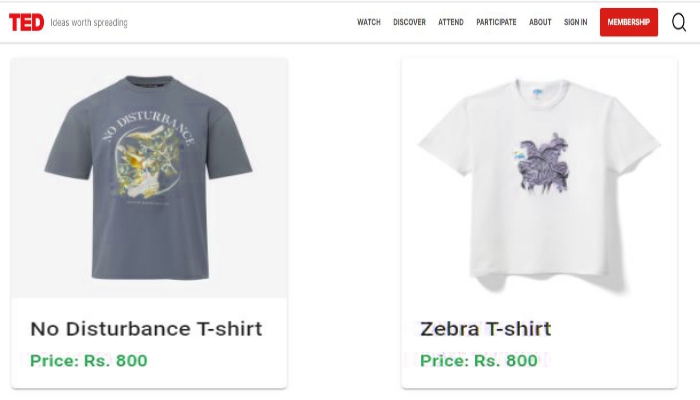 TED Ideas worth spreading WATCH DISCOVER ATTEND PARTICIPATE ABOUT SIGN IN MEMBERSHIP
NO DISTURBANCE
No Disturbance T-shirt
Price: Rs. 800
Zebra T-shirt
Price: Rs. 800